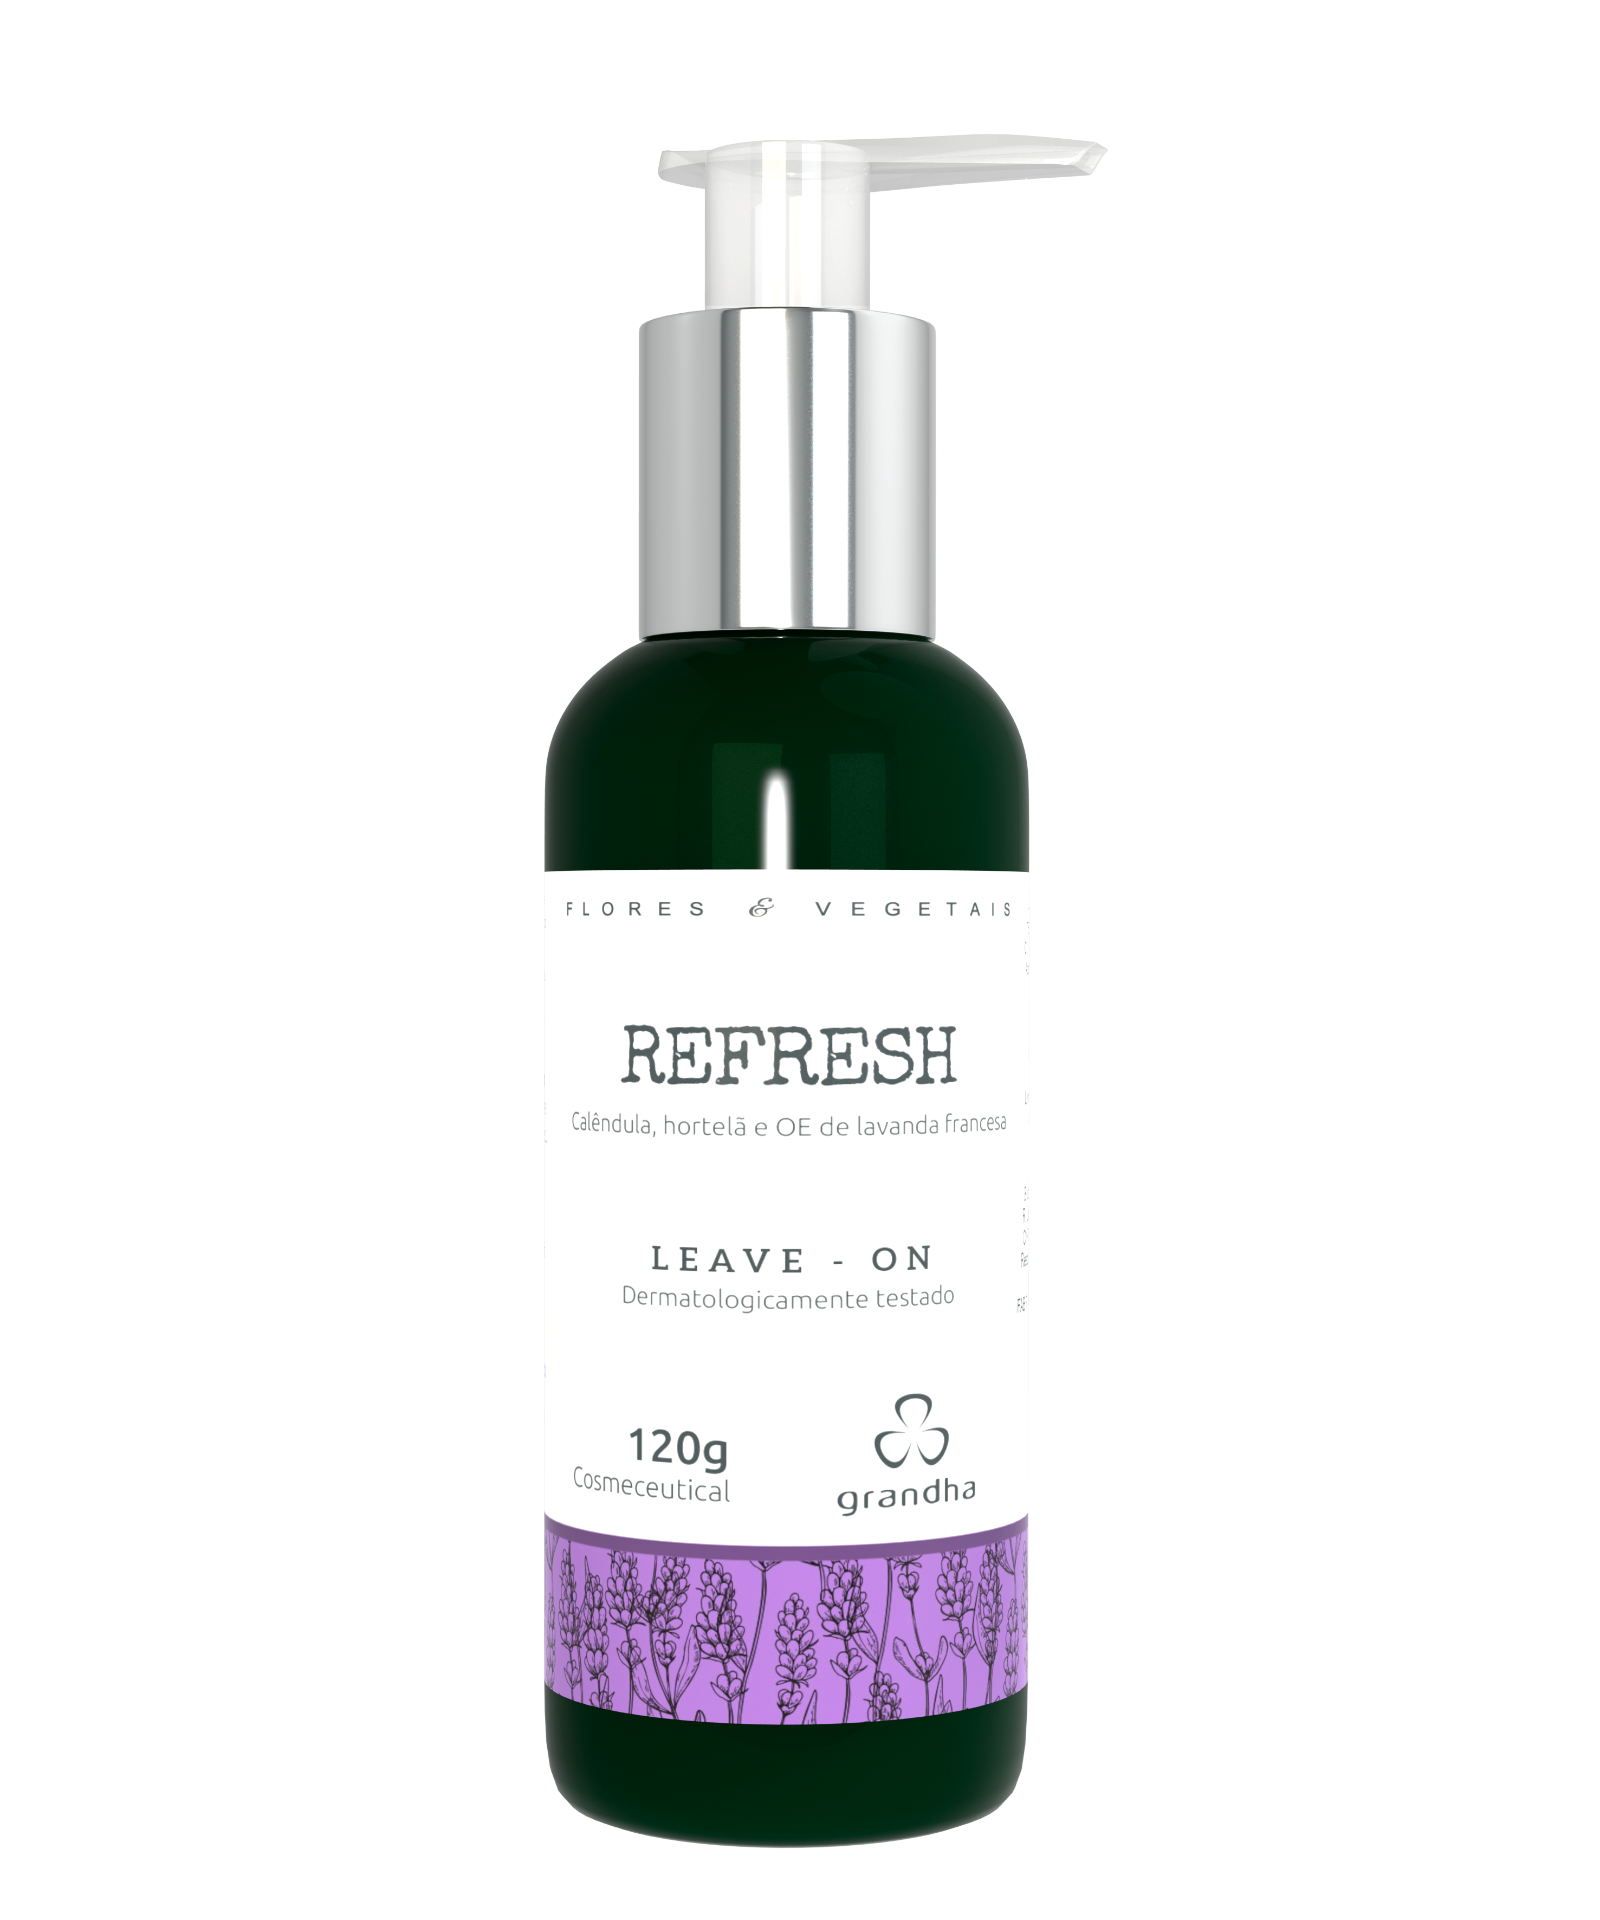 FLORES & VEGETAIS
REFRESH
Calêndula, hortelã e OE de lavanda francesa
LEAVE - ON
Dermatologicamente testado
120g
Cosmeceutical
grandha